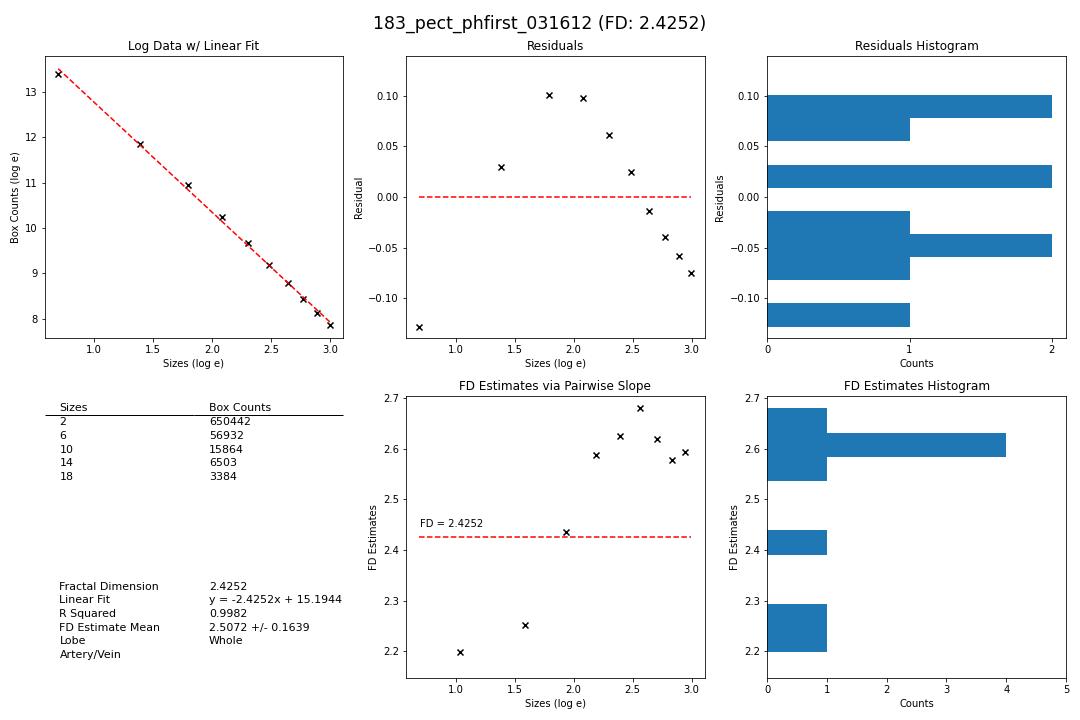 183_pect_phfirst_031612 (FD: 2.4252)
Log Data w/ Linear Fit
Box Counts (log e)
13
12
11
10
9
8
1.0 1.5 2.0 2.5 3.0
Sizes (log e)
Residuals
Residual
0.10
0.05
0.00
−0.05
−0.10
1.0 1.5 2.0 2.5 3.0
Sizes (log e)
Residuals Histogram
Residuals
0.10
0.05
0.00
−0.05
−0.10
0 1 2
Counts
Sizes Box Counts
2 650442
6 56932
10 15864
14 6503
18 3384
Fractal Dimension 2.4252
Linear Fit y = -2.4252x + 15.1944
R Squared 0.9982
FD Estimate Mean 2.5072 +/- 0.1639
Lobe Whole
Artery/Vein
FD Estimates via Pairwise Slope
FD Estimates
2.7
2.6
2.5
2.4
2.3
2.2
FD = 2.4252
1.0 1.5 2.0 2.5 3.0
Sizes (log e)
FD Estimates Histogram
FD Estimates
2.7
2.6
2.5
2.4
2.3
2.2
0 1 2 3 4 5
Counts